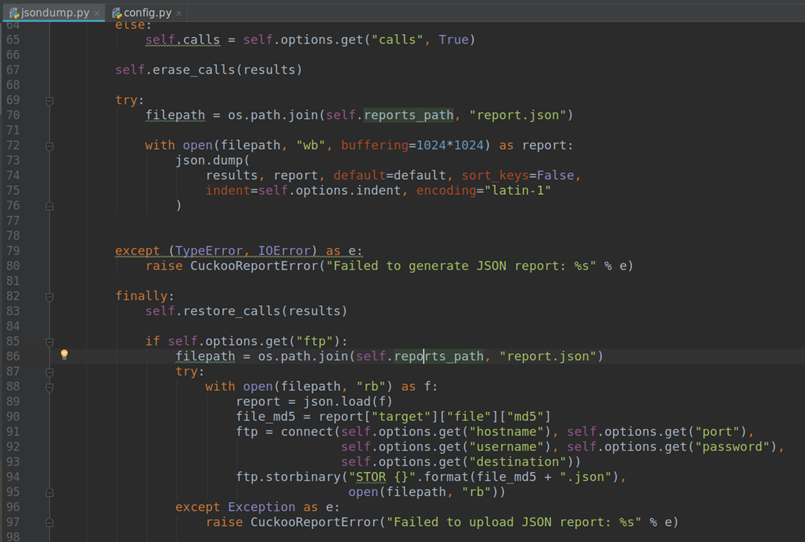 jsondump.py × config.py ×
64 else:
65 self.calls = self.options.get("calls", True)
66
67 self.erase_calls(results)
68
69 try:
70 filepath = os.path.join(self.reports_path, "report.json")
71
72 with open(filepath, "wb", buffering=1024*1024) as report:
73 json.dump(
74 results, report, default=default, sort_keys=False,
75 indent=self.options.indent, encoding="latin-1"
76 )
77
78
79 except (TypeError, IOError) as e:
80 raise CuckooReportError("Failed to generate JSON report: %s" % e)
81
82 finally:
83 self.restore_calls(results)
84
85 if self.options.get("ftp"):
86 filepath = os.path.join(self.reports_path, "report.json")
87 try:
88 with open(filepath, "rb") as f:
89 report = json.load(f)
90 file_md5 = report["target"]["file"]["md5"]
91 ftp = connect(self.options.get("hostname"), self.options.get("port"),
92 self.options.get("username"), self.options.get("password"),
93 self.options.get("destination"))
94 ftp.storbinary("STOR {}".format(file_md5 + ".json"),
95 open(filepath, "rb"))
96 except Exception as e:
97 raise CuckooReportError("Failed to upload JSON report: %s" % e)
98